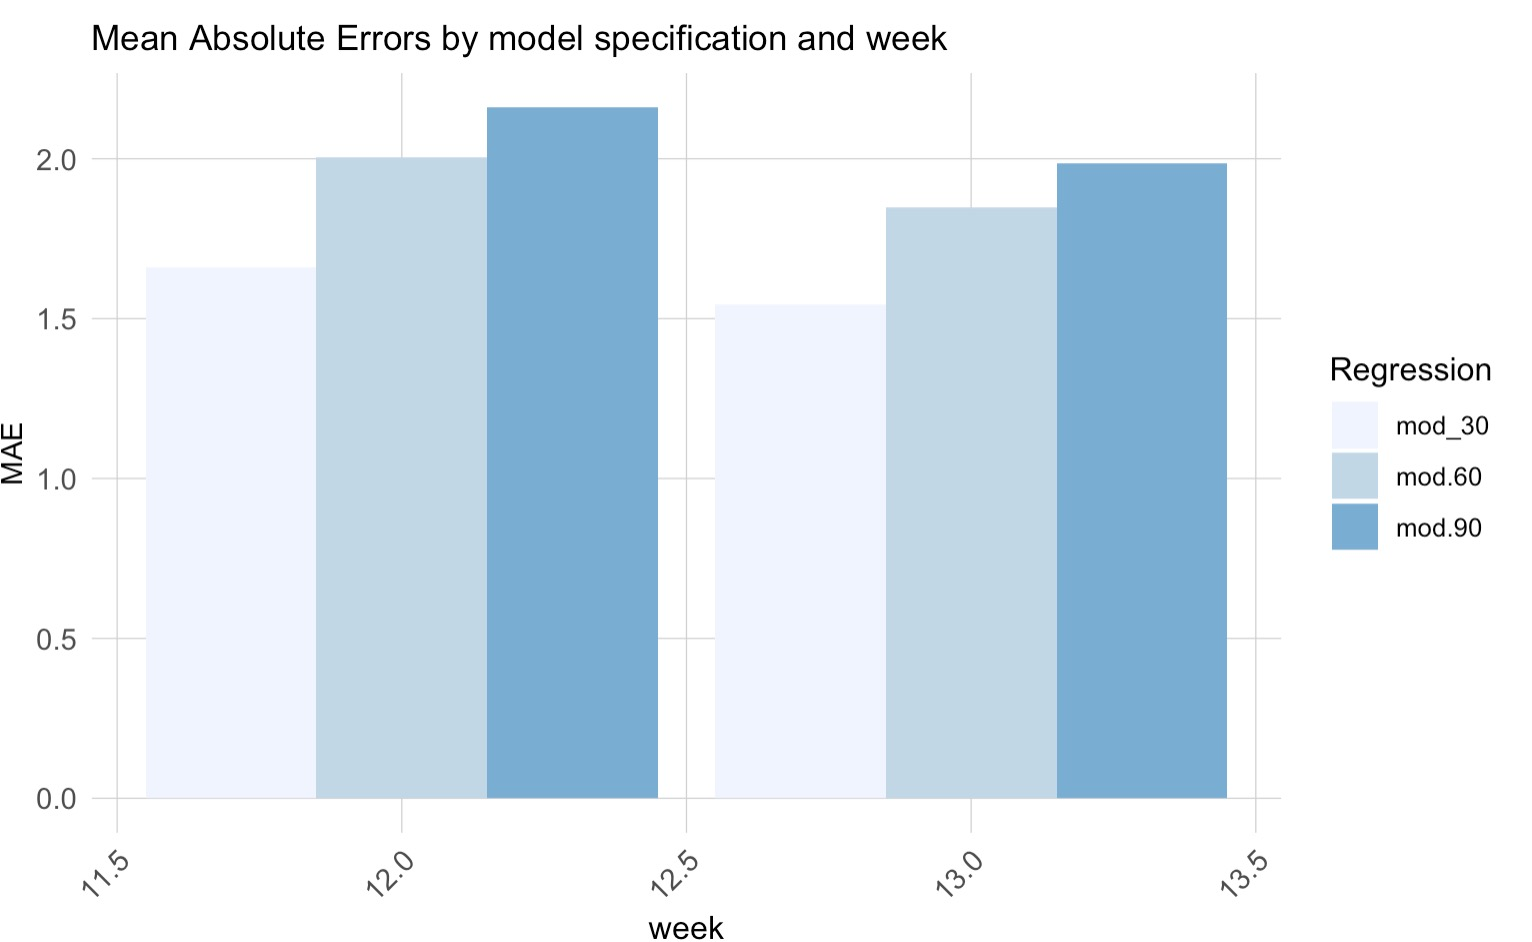 Mean Absolute Errors by model specification and week
2.0
1.5
1.0
0.5
0.0
MAE
11.5
12.0
12.5
13.0
13.5
week
Regression
mod_30
mod.60
mod.90